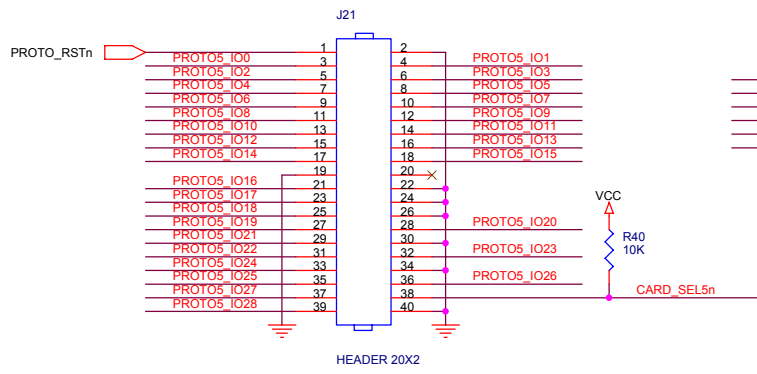 J21
PROTO_RSTn 1 2
PROTO5_IO0 3 4 PROTO5_IO1
PROTO5_IO2 5 6 PROTO5_IO3
PROTO5_IO4 7 8 PROTO5_IO5
PROTO5_IO6 9 10 PROTO5_IO7
PROTO5_IO8 11 12 PROTO5_IO9
PROTO5_IO10 13 14 PROTO5_IO11
PROTO5_IO12 15 16 PROTO5_IO13
PROTO5_IO14 17 18 PROTO5_IO15
19 20
PROTO5_IO16 21 22
PROTO5_IO17 23 24
PROTO5_IO18 25 26
PROTO5_IO19 27 28 PROTO5_IO20
PROTO5_IO21 29 30
PROTO5_IO22 31 32 PROTO5_IO23
PROTO5_IO24 33 34
PROTO5_IO25 35 36 PROTO5_IO26
PROTO5_IO27 37 38 CARD_SEL5n
PROTO5_IO28 39 40
VCC
R40
10K
HEADER 20X2